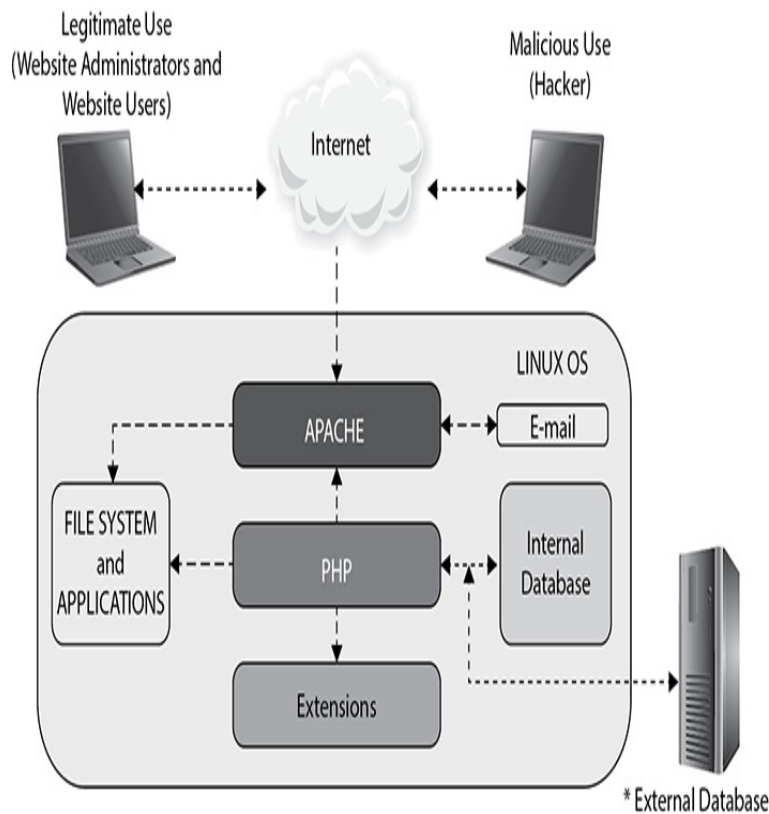 Legitimate Use
(Website Administrators and
Website Users)
Malicious Use
(Hacker)
Internet
LINUX OS
APACHE
E-mail
FILE SYSTEM
and
APPLICATIONS
PHP
Internal
Database
Extensions
* External Database